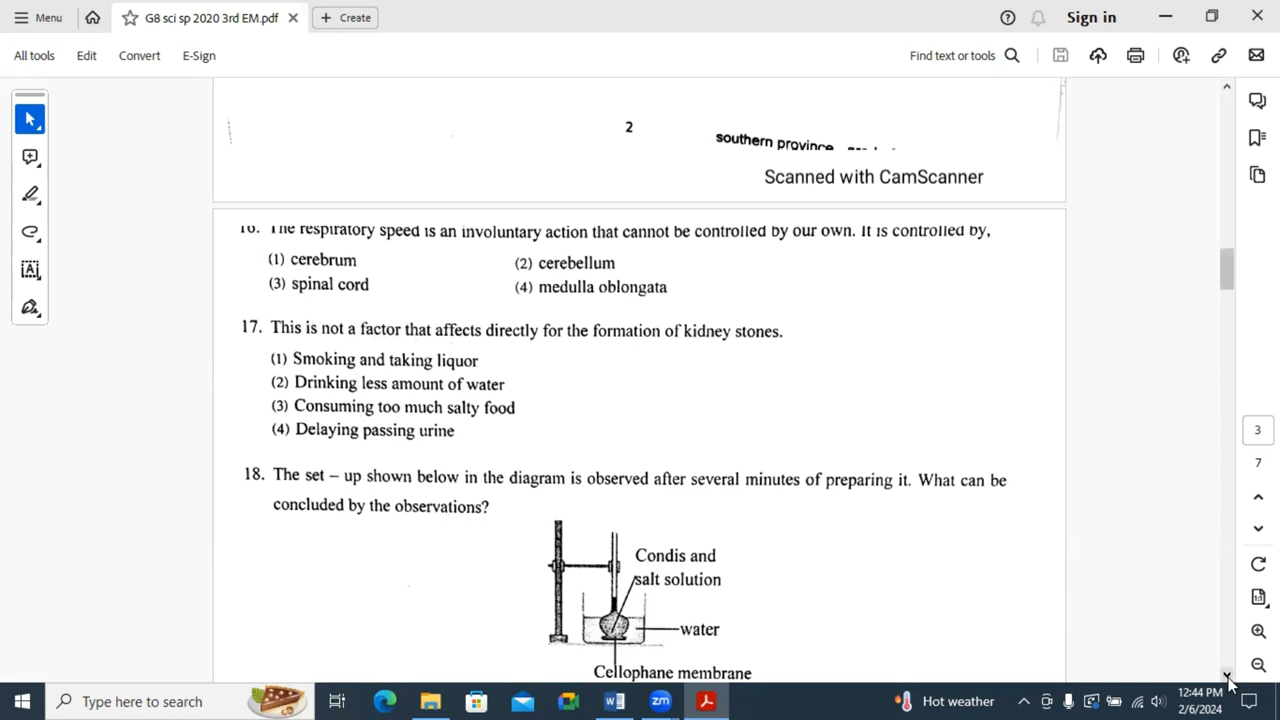 Menu
G8 sci sp 2020 3rd EM.pdf
Create
Sign in
All tools
Edit
Convert
E-Sign
Find text or tools
2
southern province
Scanned with CamScanner
16. The respiratory speed is an involuntary action that cannot be controlled by our own. It is controlled by,
(1) cerebrum
(2) cerebellum
(3) spinal cord
(4) medulla oblongata
17. This is not a factor that affects directly for the formation of kidney stones.
(1) Smoking and taking liquor
(2) Drinking less amount of water
(3) Consuming too much salty food
(4) Delaying passing urine
18. The set – up shown below in the diagram is observed after several minutes of preparing it. What can be
concluded by the observations?
Condis and
salt solution
water
Cellophane membrane
3
7
Type here to search
Hot weather
12:44 PM
2/6/2024